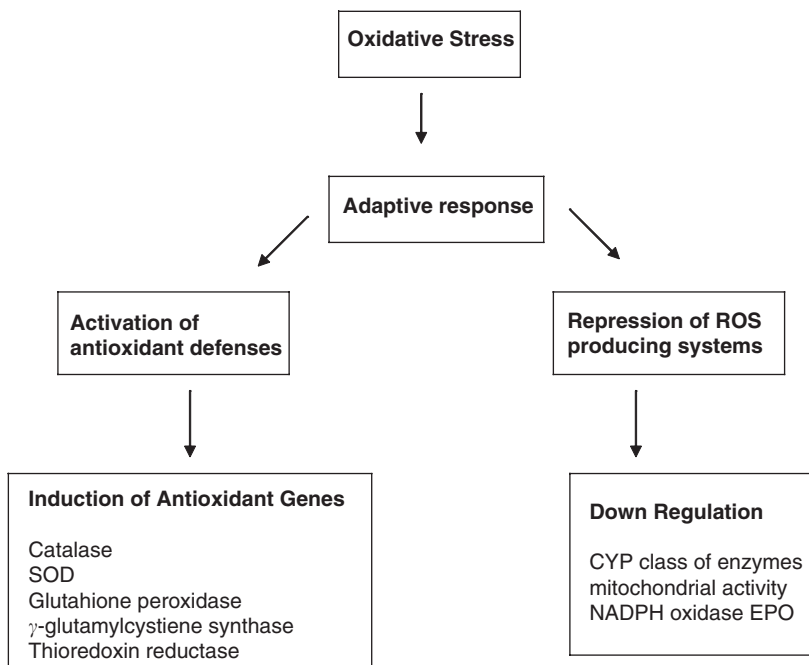 Oxidative Stress
Adaptive response
Activation of
antioxidant defenses
Repression of ROS
producing systems
Induction of Antioxidant Genes
Catalase
SOD
Glutahione peroxidase
γ-glutamylcystiene synthase
Thioredoxin reductase
Down Regulation
CYP class of enzymes
mitochondrial activity
NADPH oxidase EPO